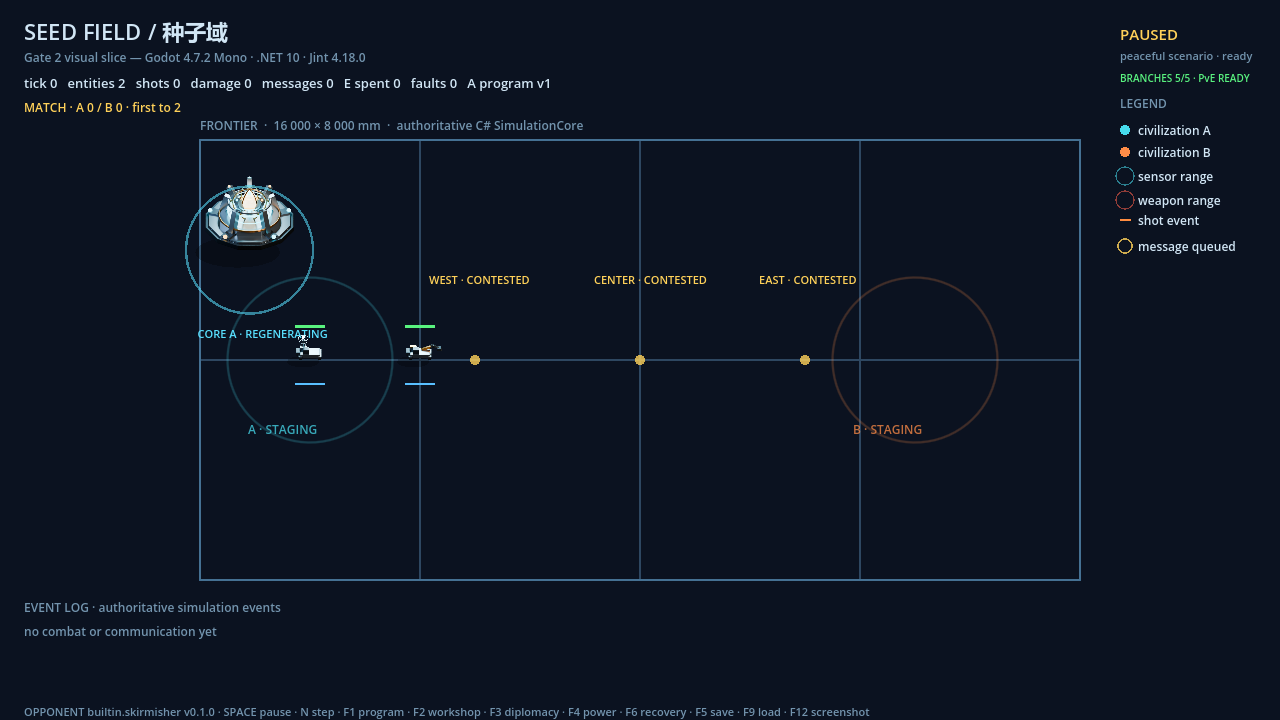 SEED FIELD / 种子域
Gate 2 visual slice — Godot 4.7.2 Mono · .NET 10 · Jint 4.18.0
tick 0 entities 2 shots 0 damage 0 messages 0 E spent 0 faults 0 A program v1
MATCH · A 0 / B 0 · first to 2
FRONTIER · 16 000 × 8 000 mm · authoritative C# SimulationCore
PAUSED
peaceful scenario · ready
BRANCHES 5/5 · PvE READY
LEGEND
civilization A
civilization B
sensor range
weapon range
shot event
message queued
WEST · CONTESTED
CENTER · CONTESTED
EAST · CONTESTED
CORE A · REGENERATING
A · STAGING
B · STAGING
EVENT LOG · authoritative simulation events
no combat or communication yet
OPPONENT builtin.skirmisher v0.1.0 · SPACE pause · N step · F1 program · F2 workshop · F3 diplomacy · F4 power · F6 recovery · F5 save · F9 load · F12 screenshot